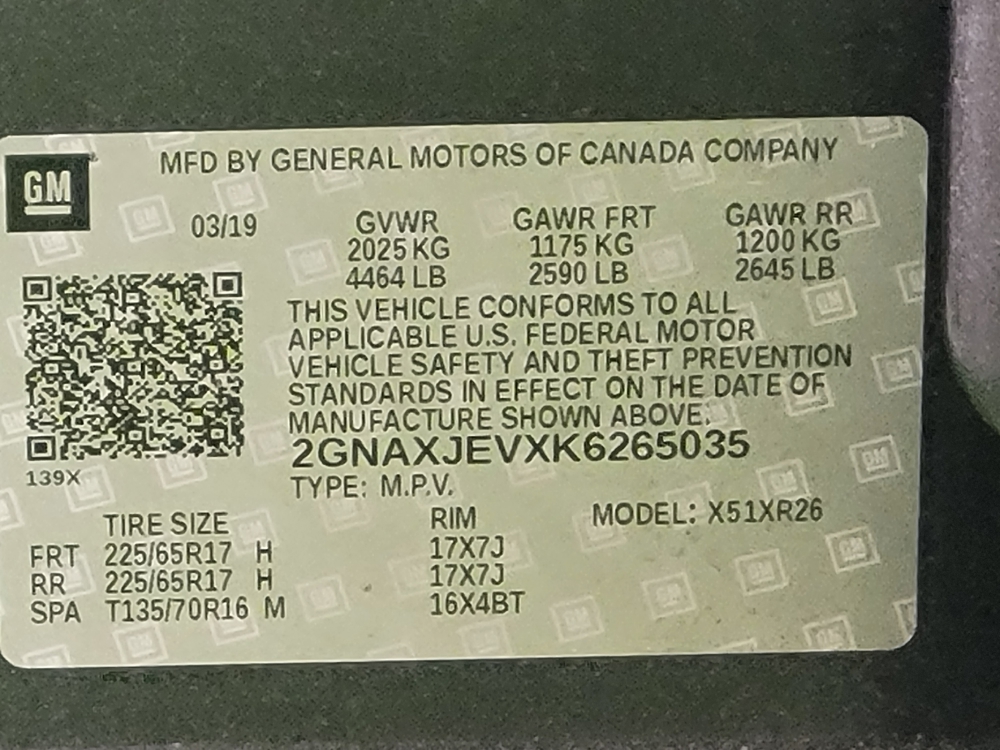 GM
MFD BY GENERAL MOTORS OF CANADA COMPANY
03/19 GVWR GAWR FRT GAWR RR
2025 KG 1175 KG 1200 KG
4464 LB 2590 LB 2645 LB
THIS VEHICLE CONFORMS TO ALL
APPLICABLE U.S. FEDERAL MOTOR
VEHICLE SAFETY AND THEFT PREVENTION
STANDARDS IN EFFECT ON THE DATE OF
MANUFACTURE SHOWN ABOVE.
2GNAXJEVXK6265035
139X
TYPE: M.P.V.
TIRE SIZE RIM MODEL: X51XR26
FRT 225/65R17 H 17X7J
RR 225/65R17 H 17X7J
SPA T135/70R16 M 16X4BT